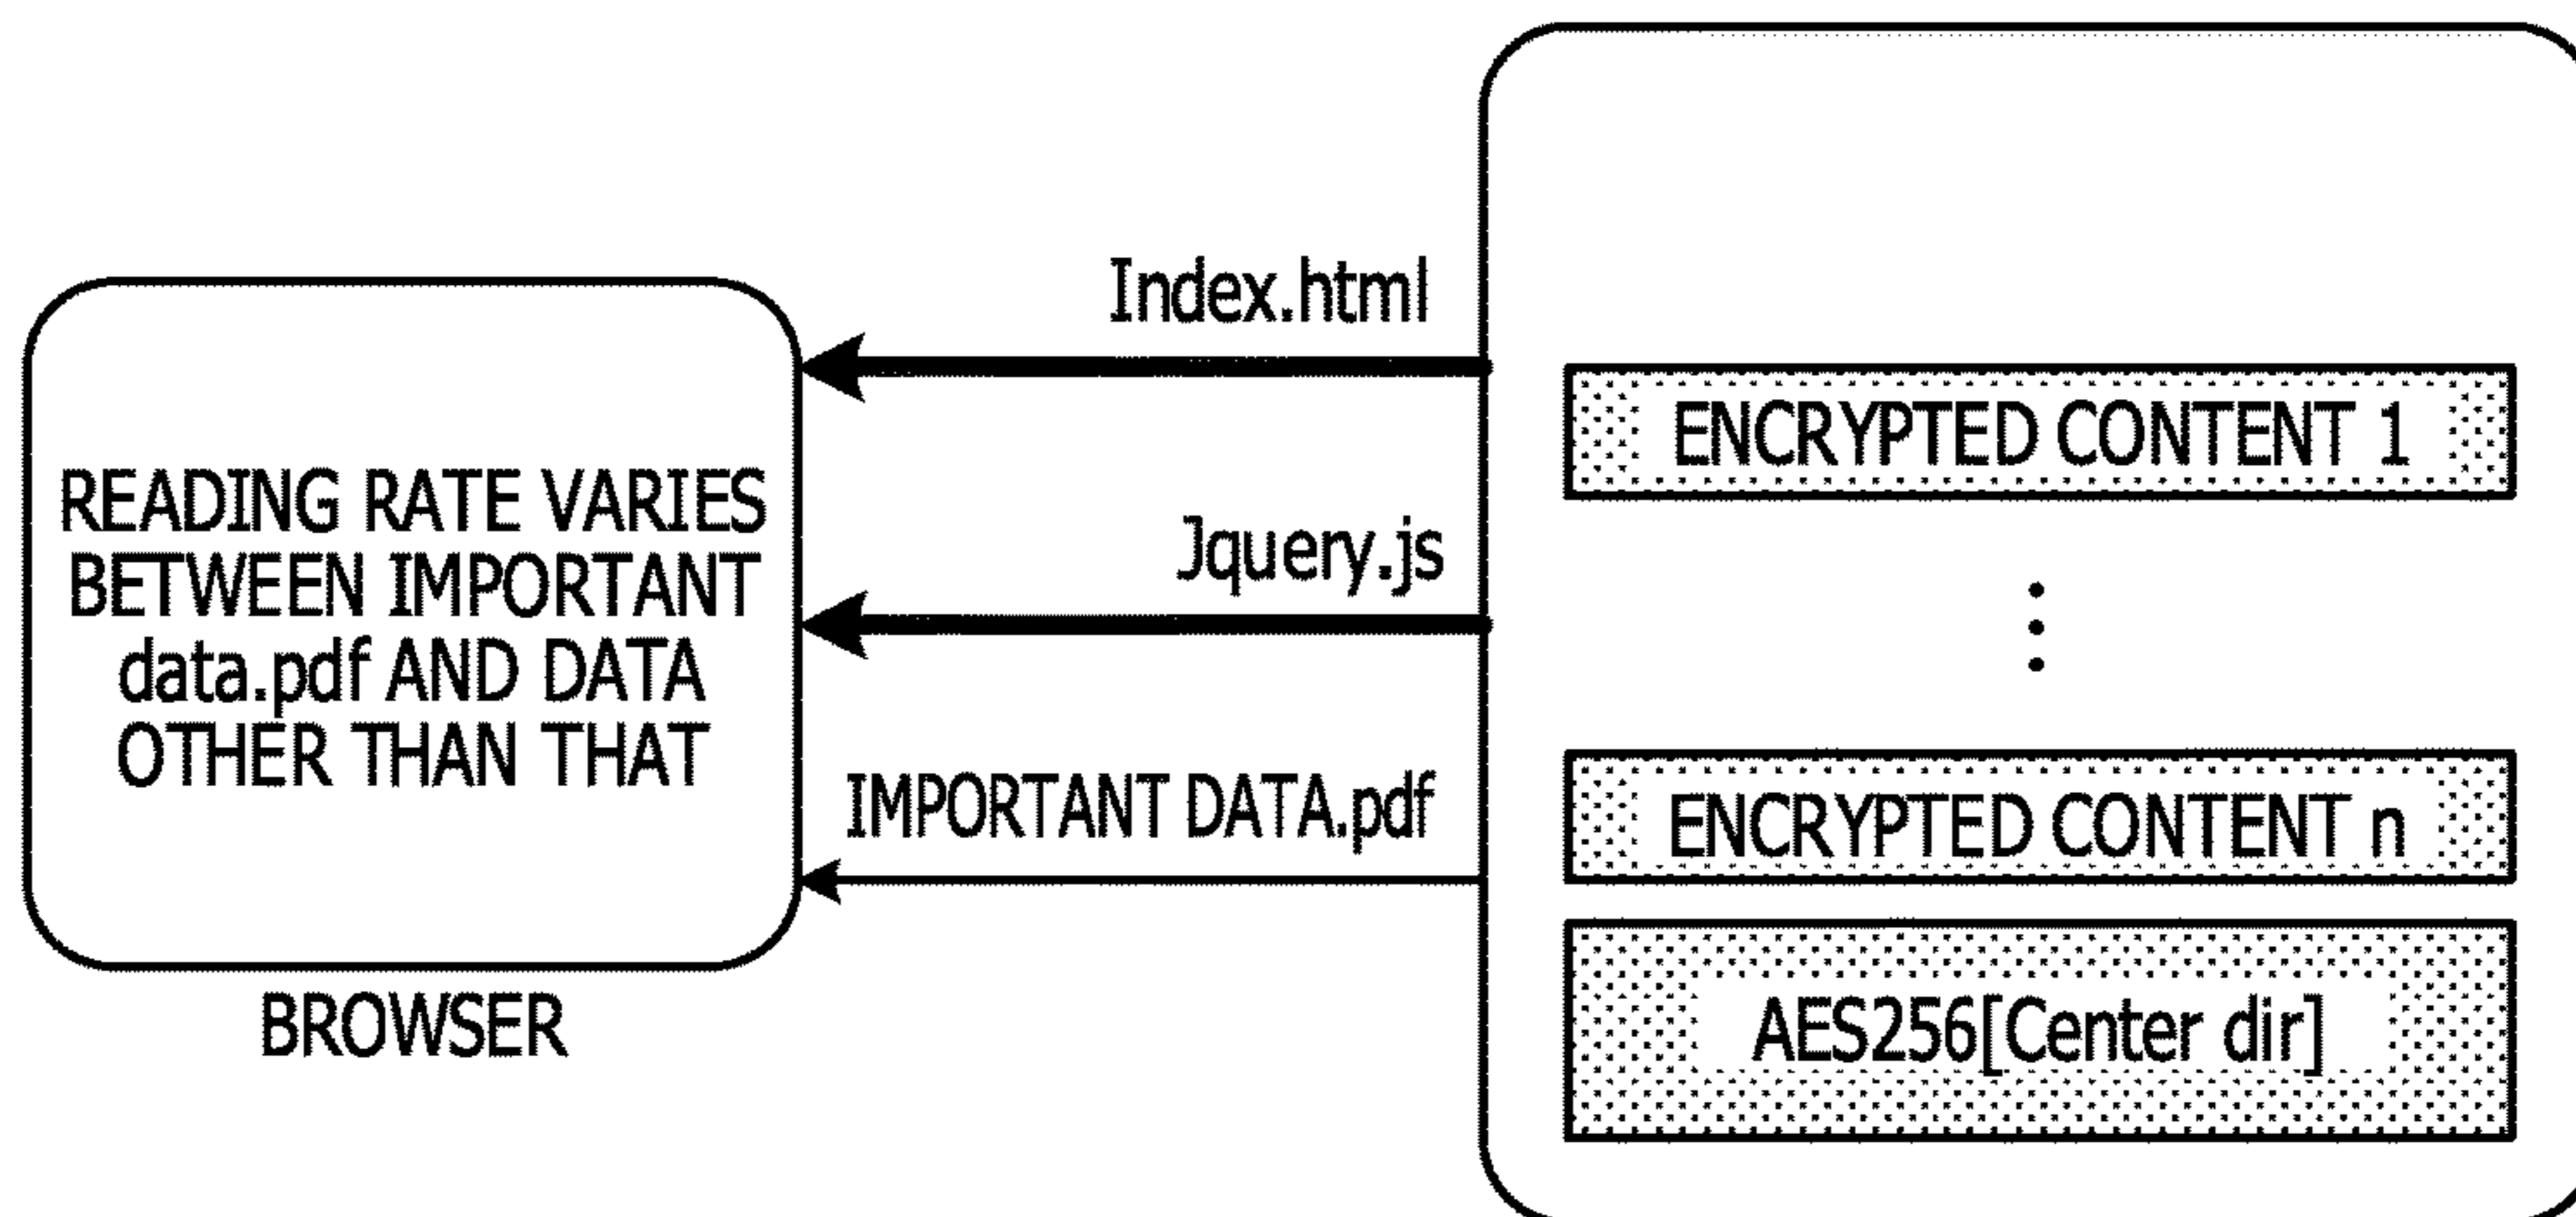 Index.html
ENCRYPTED CONTENT 1
READING RATE VARIES
BETWEEN IMPORTANT
data.pdf AND DATA
OTHER THAN THAT
Jquery.js
IMPORTANT DATA.pdf
ENCRYPTED CONTENT n
AES256[Center dir]
BROWSER